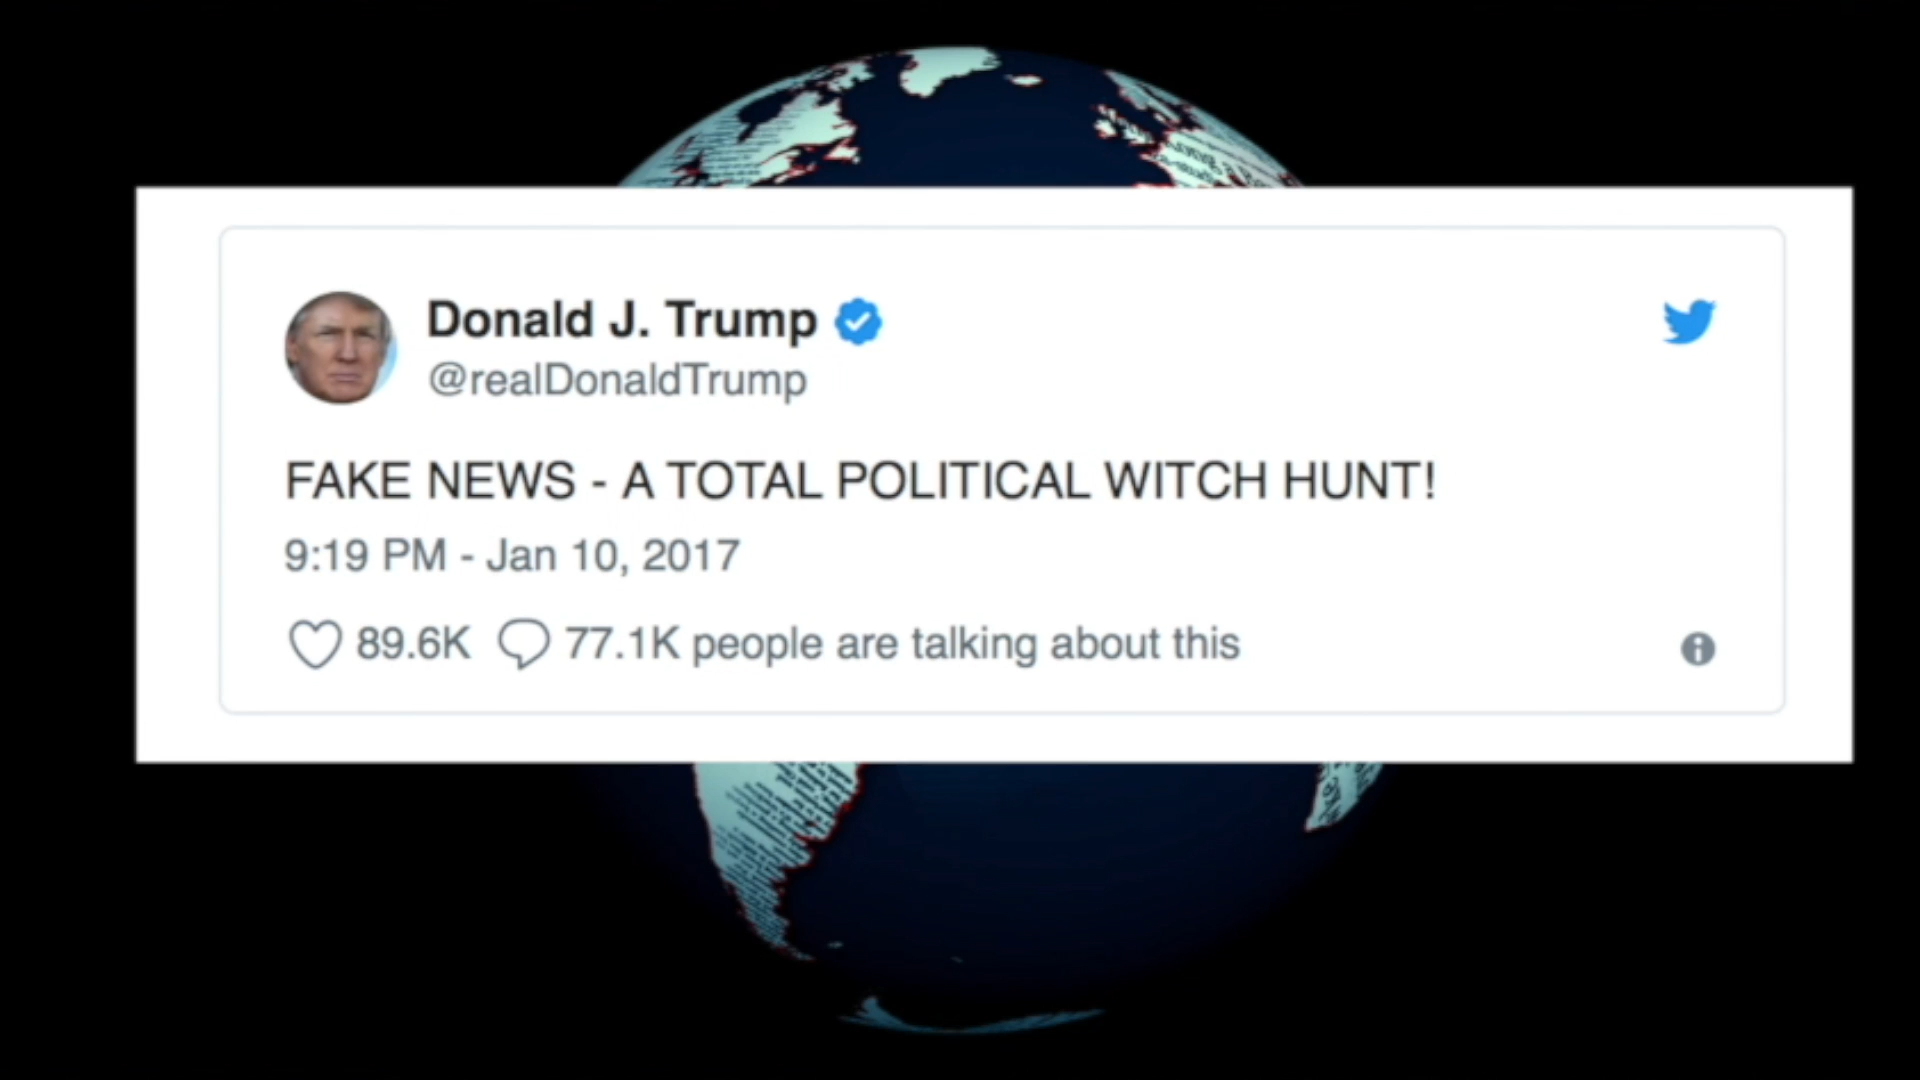 Donald J. Trump
@realDonaldTrump
FAKE NEWS - A TOTAL POLITICAL WITCH HUNT!
9:19 PM - Jan 10, 2017
89.6K 77.1K people are talking about this